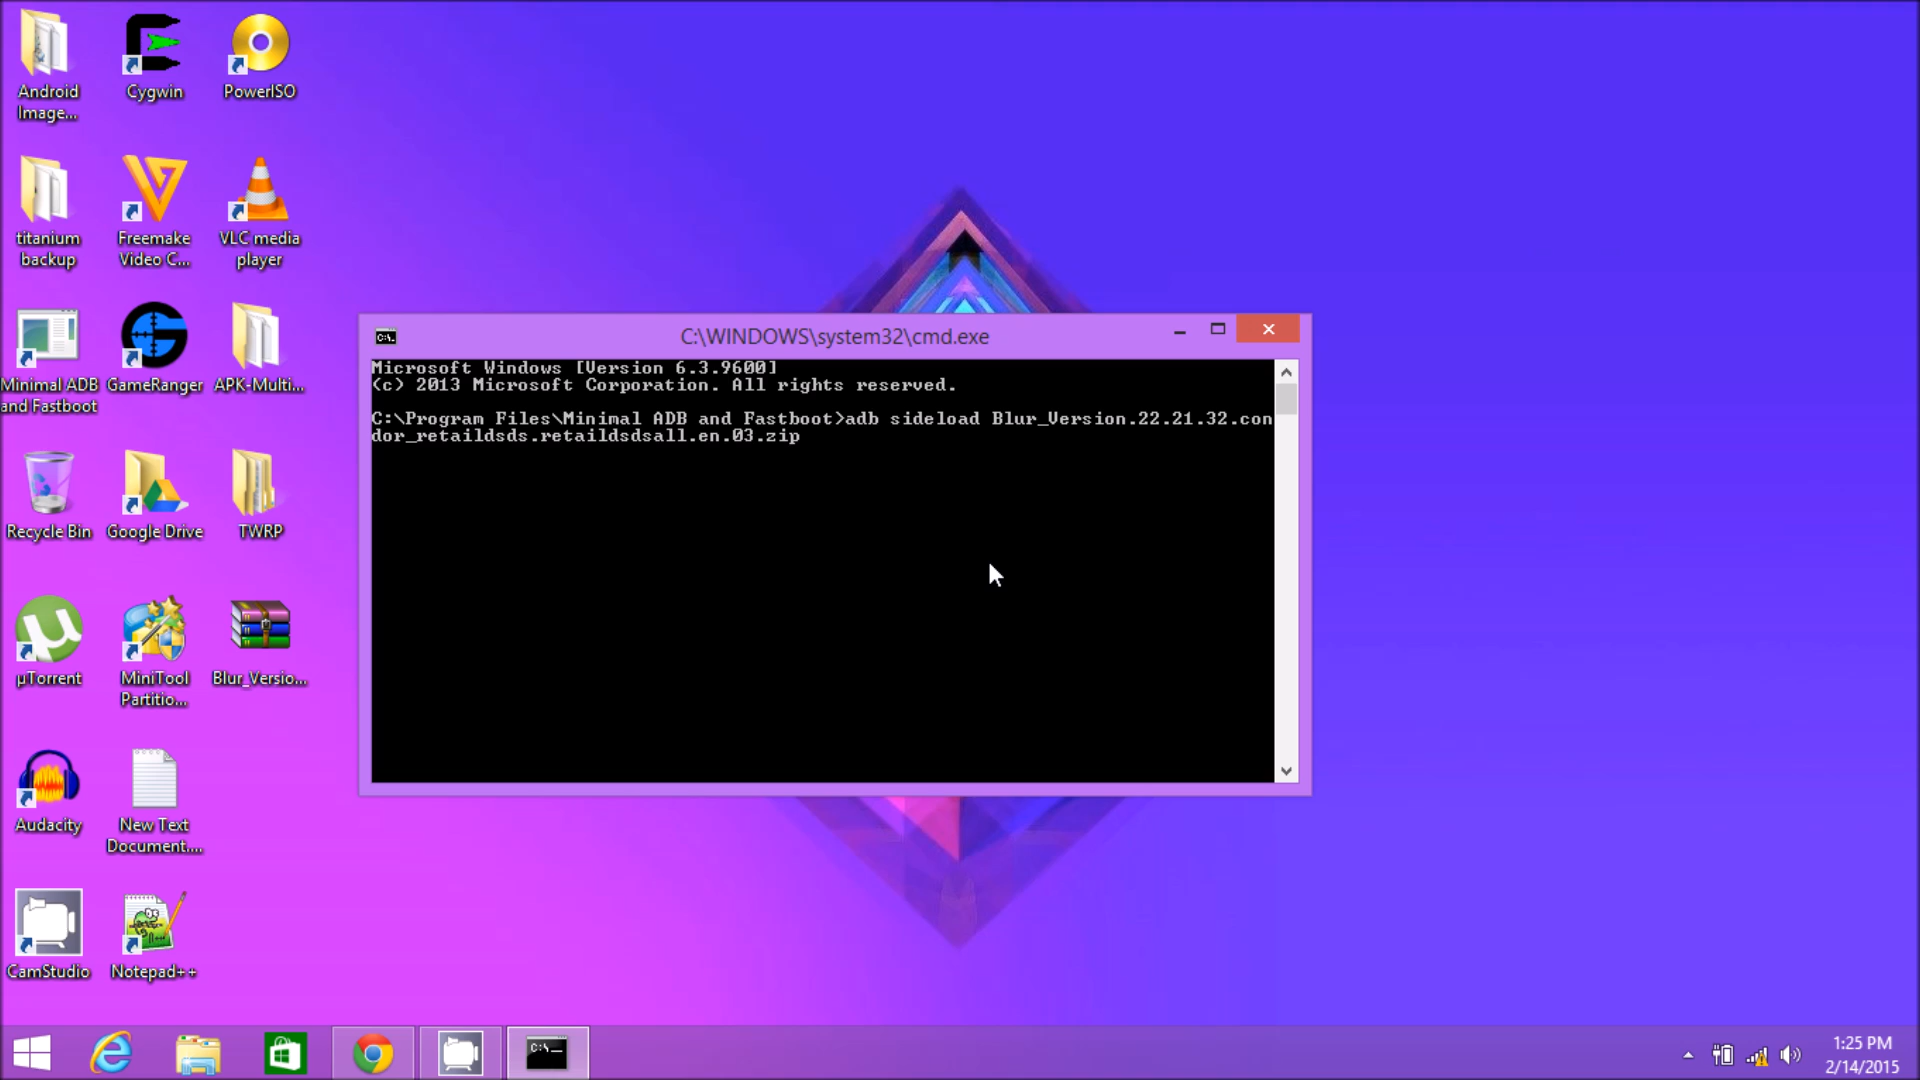 Android
Image...
Cygwin
PowerISO
titanium
backup
Freemake
Video C...
VLC media
player
Minimal ADB
and Fastboot
GameRanger
APK-Multi...
Recycle Bin
Google Drive
TWRP
µTorrent
MiniTool
Partitio...
Blur_Versio...
Audacity
New Text
Document....
CamStudio
Notepad++
C:\WINDOWS\system32\cmd.exe
Microsoft Windows [Version 6.3.9600]
(c) 2013 Microsoft Corporation. All rights reserved.
C:\Program Files\Minimal ADB and Fastboot>adb sideload Blur_Version.22.21.32.con
dor_retaildsds.retaildsdsall.en.03.zip
1:25 PM
2/14/2015